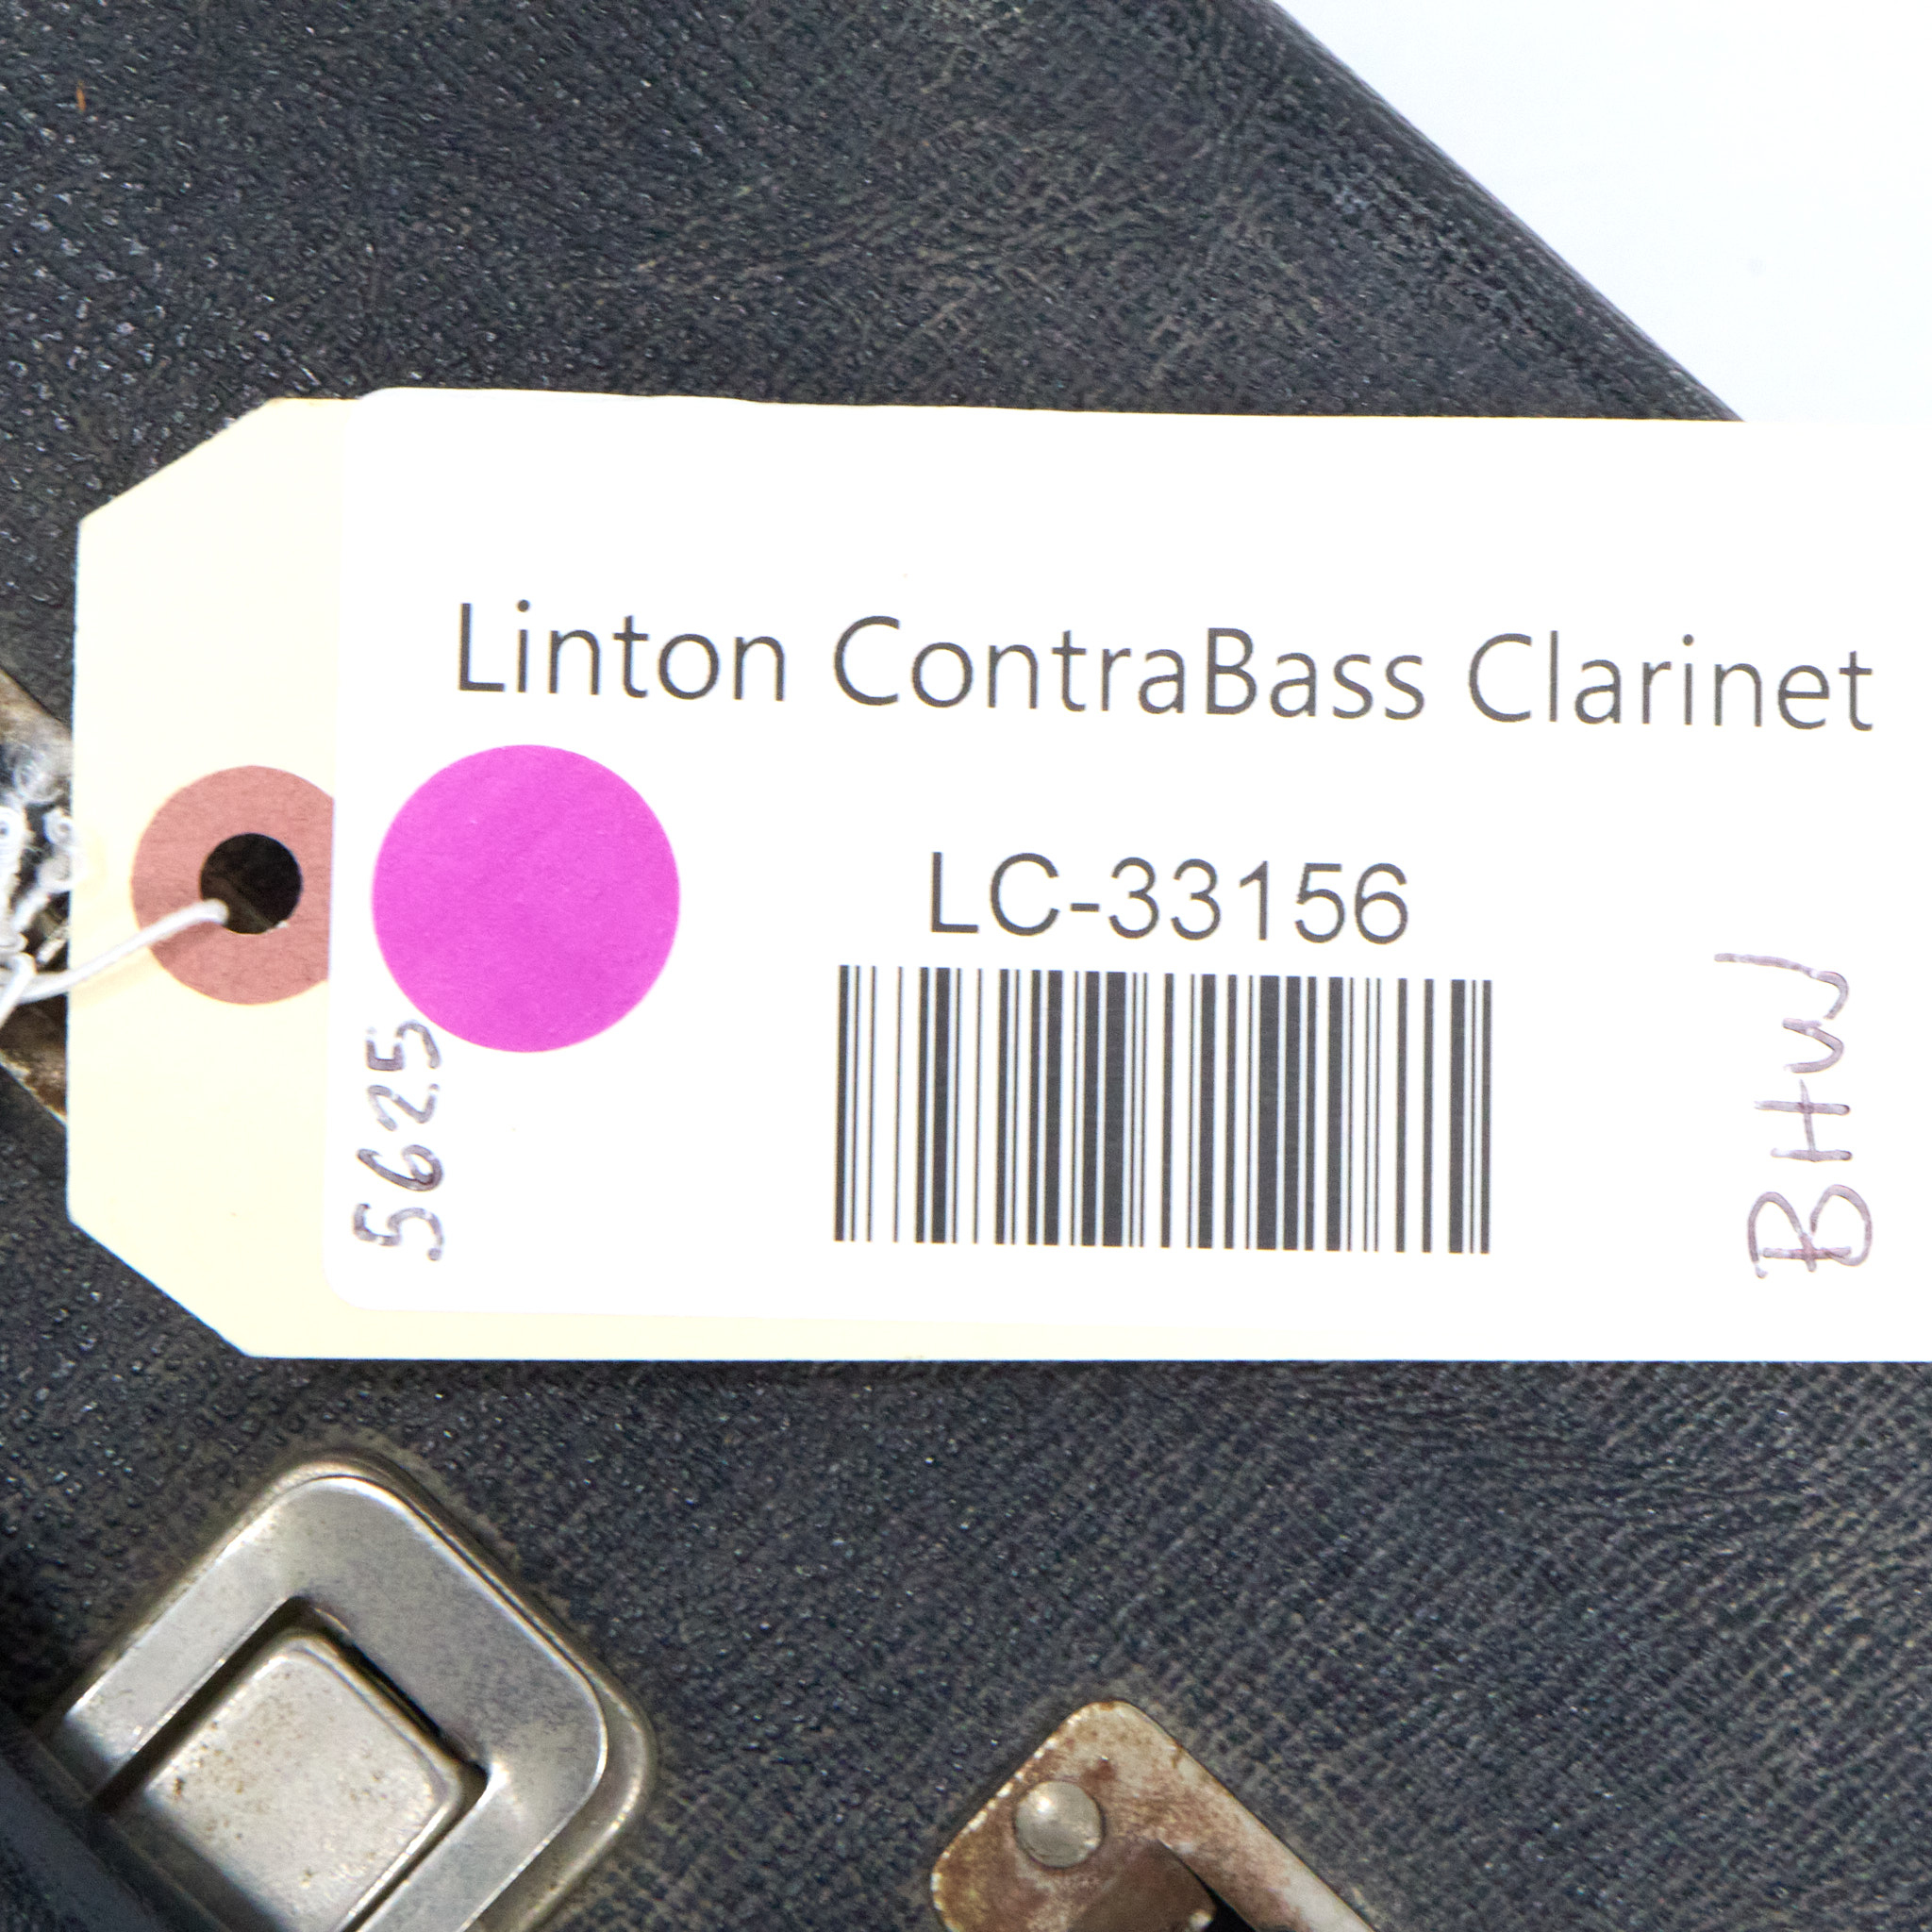 Linton ContraBass Clarinet
LC-33156
5625
BHW